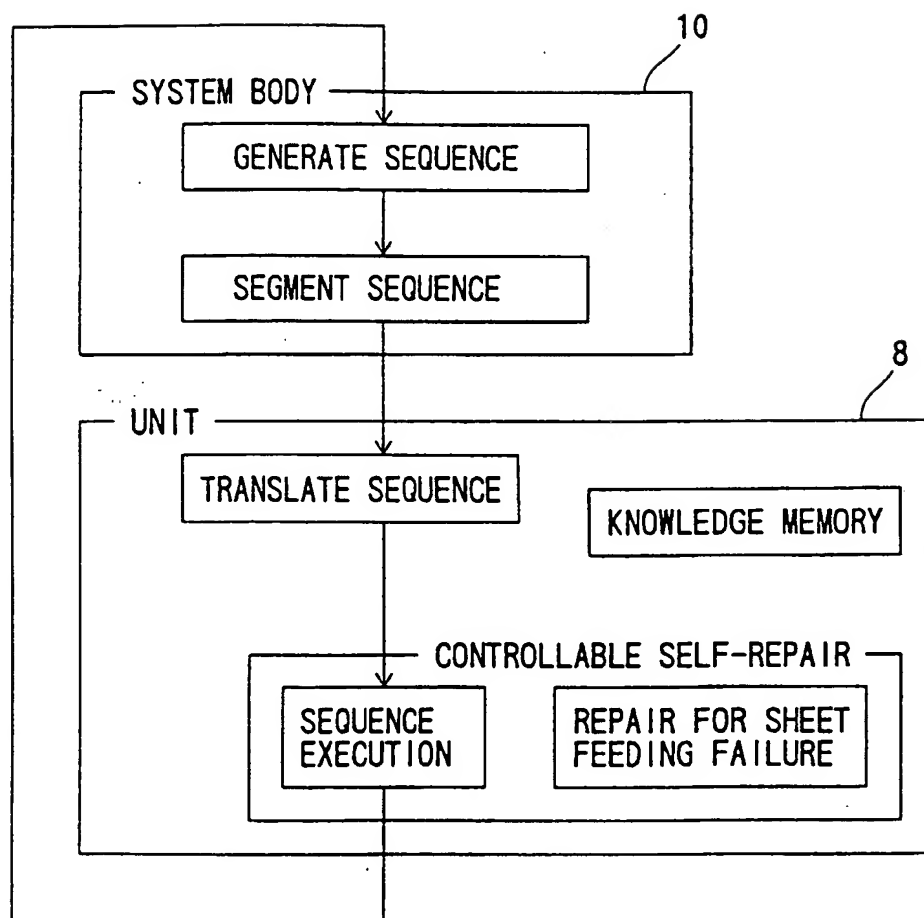 10
SYSTEM BODY
GENERATE SEQUENCE
SEGMENT SEQUENCE
8
UNIT
TRANSLATE SEQUENCE
KNOWLEDGE MEMORY
CONTROLLABLE SELF-REPAIR
SEQUENCE
EXECUTION
REPAIR FOR SHEET
FEEDING FAILURE